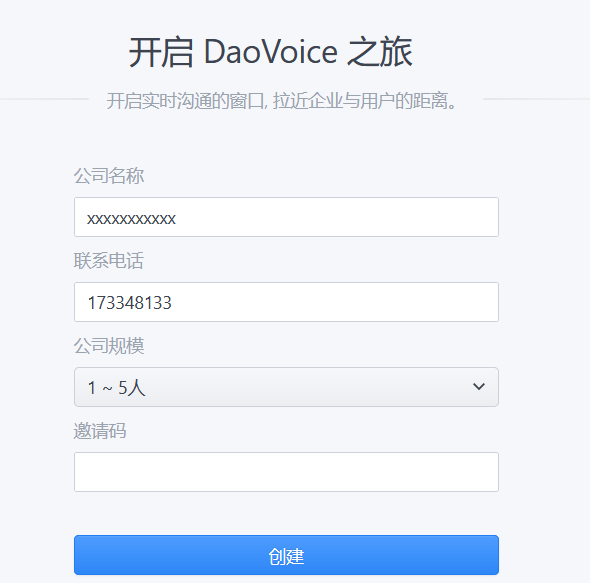 开启 DaoVoice 之旅
开启实时沟通的窗口, 拉近企业与用户的距离。
公司名称
xxxxxxxxxxx
联系电话
173348133
公司规模
1 ~ 5人
邀请码
创建